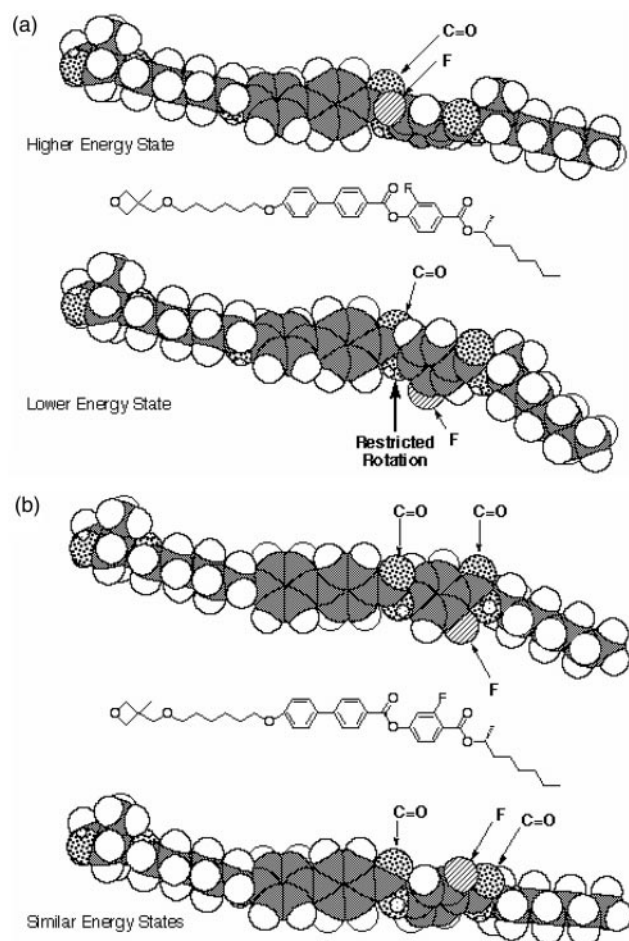 (a)
C=O
F
Higher Energy State
O
O
O
O
O
F
O
O
C=O
Lower Energy State
Restricted
Rotation
F
(b)
C=O
C=O
F
O
O
O
O
O
F
O
O
F
C=O
C=O
Similar Energy States